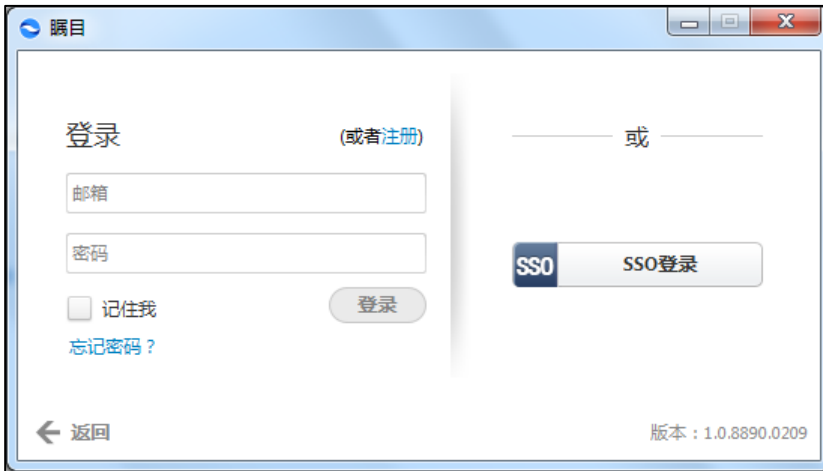 瞩目
登录 (或者注册)
邮箱
密码
记住我 登录
忘记密码？
或
SSO SSO登录
返回
版本：1.0.8890.0209